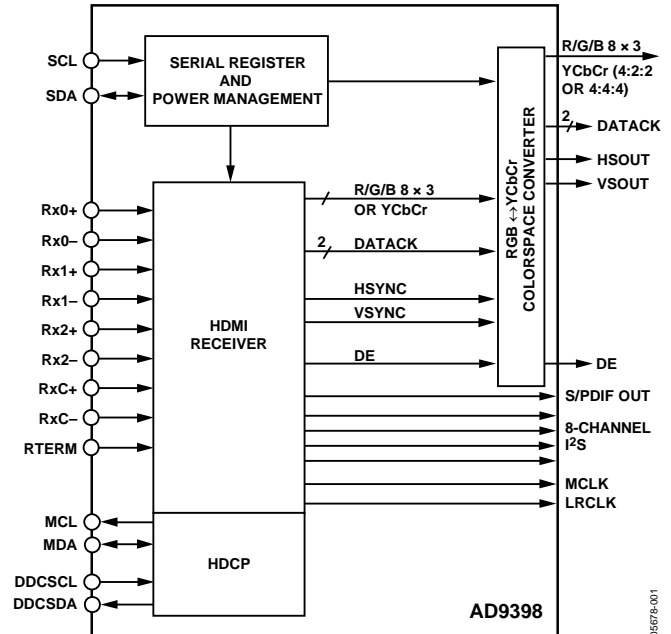 SCL
SDA
SERIAL REGISTER
AND
POWER MANAGEMENT
R/G/B 8 × 3
YCbCr (4:2:2
OR 4:4:4)
2
DATACK
HSOUT
VSOUT
RGB ↔ YCbCr
COLORSPACE CONVERTER
Rx0+
Rx0–
Rx1+
Rx1–
Rx2+
Rx2–
RxC+
RxC–
RTERM
HDMI
RECEIVER
R/G/B 8 × 3
OR YCbCr
2
DATACK
HSYNC
VSYNC
DE
DE
S/PDIF OUT
8-CHANNEL
I²S
MCLK
LRCLK
MCL
MDA
DDCSCL
DDCSDA
HDCP
AD9398
05678-001